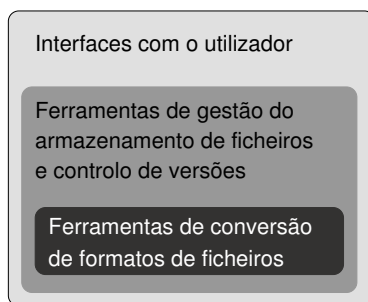 Interfaces com o utilizador
Ferramentas de gestão do
armazenamento de ficheiros
e controlo de versões
Ferramentas de conversão
de formatos de ficheiros